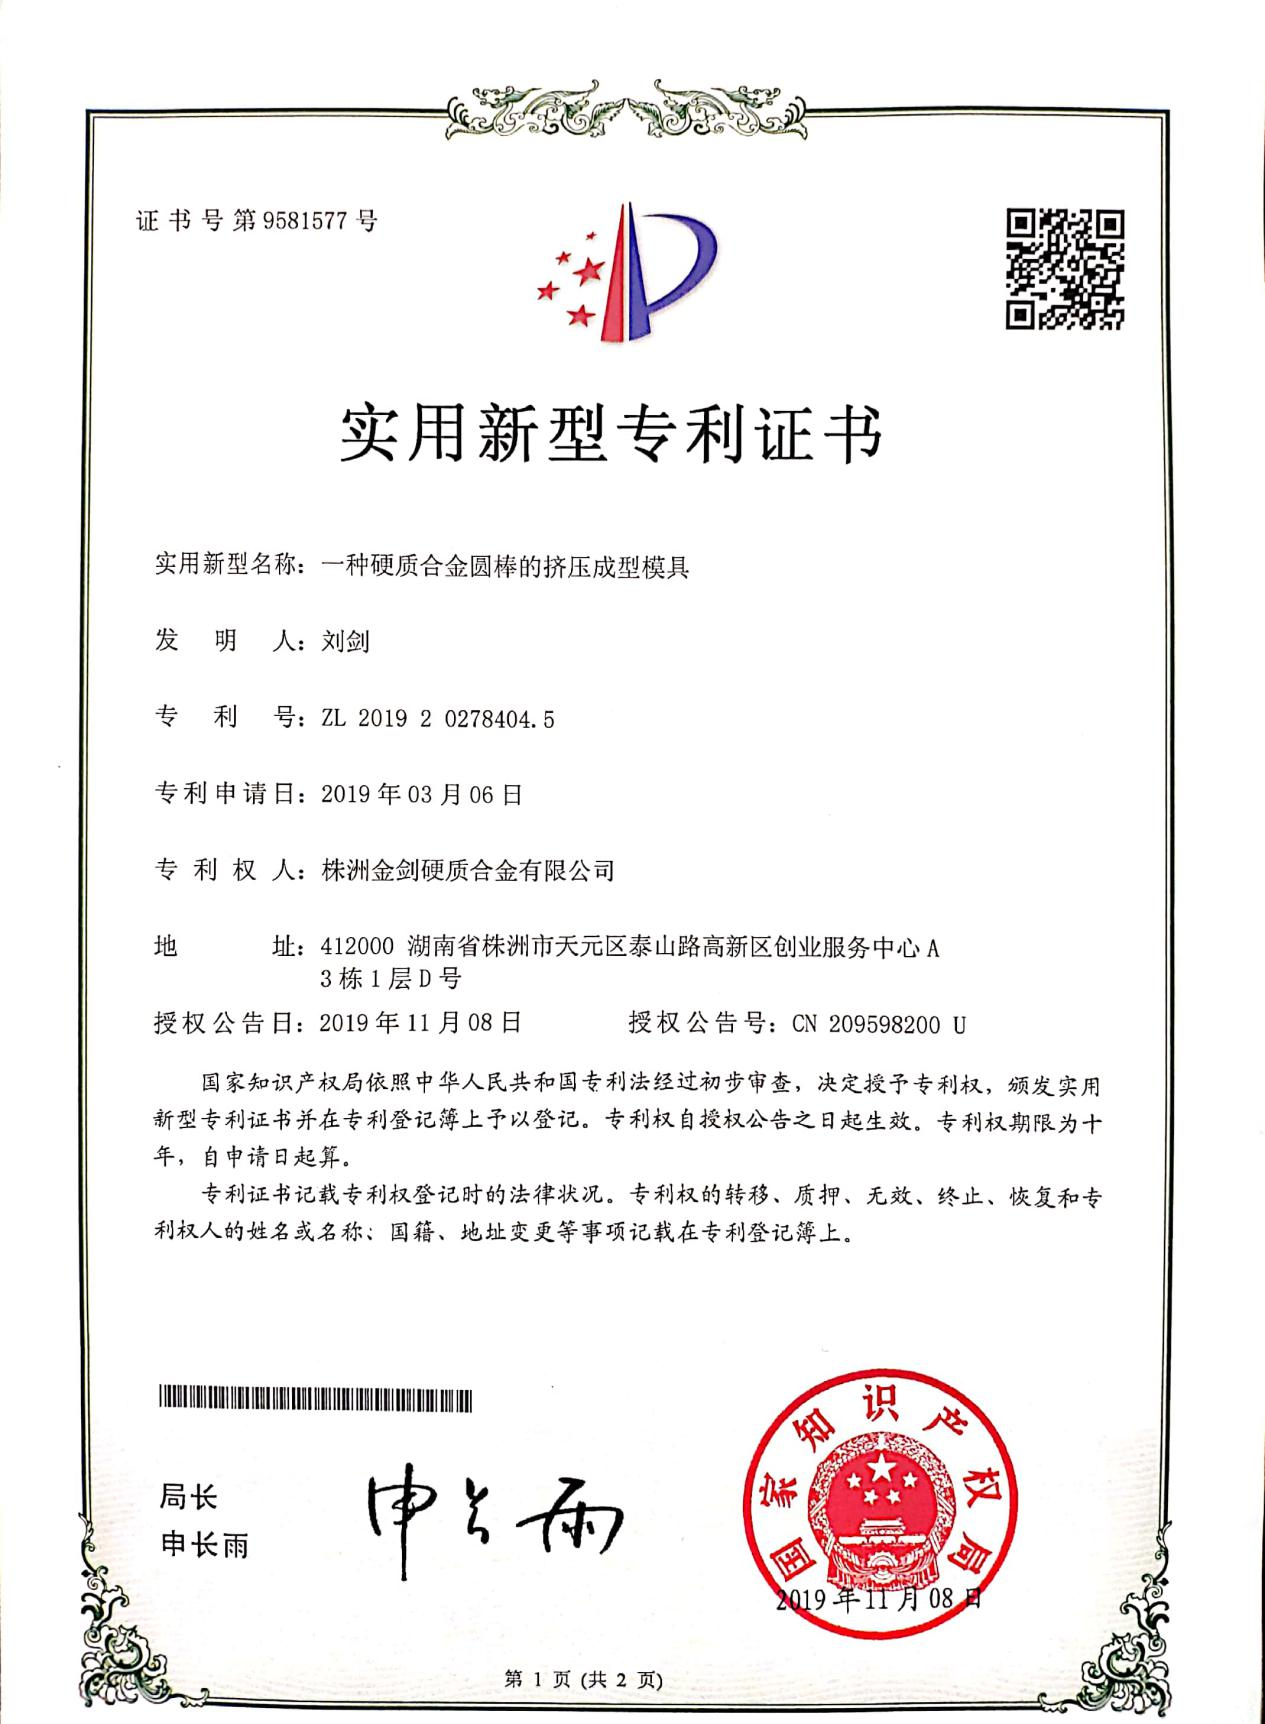 证书号第9581577号
实用新型专利证书
实用新型名称：一种硬质合金圆棒的挤压成型模具
发明人：刘剑
专利号：ZL 2019 2 0278404.5
专利申请日：2019年03月06日
专利权人：株洲金剑硬质合金有限公司
地址：412000 湖南省株洲市天元区泰山路高新区创业服务中心A
3栋1层D号
授权公告日：2019年11月08日 授权公告号：CN 209598200 U
国家知识产权局依照中华人民共和国专利法经过初步审查，决定授予专利权，颁发实用
新型专利证书并在专利登记簿上予以登记。专利权自授权公告之日起生效。专利权期限为十
年，自申请日起算。
专利证书记载专利权登记时的法律状况。专利权的转移、质押、无效、终止、恢复和专
利权人的姓名或名称、国籍、地址变更等事项记载在专利登记簿上。
局长
申长雨
申长雨
国家知识产权局
2019年11月08日
第 1 页 (共 2 页)